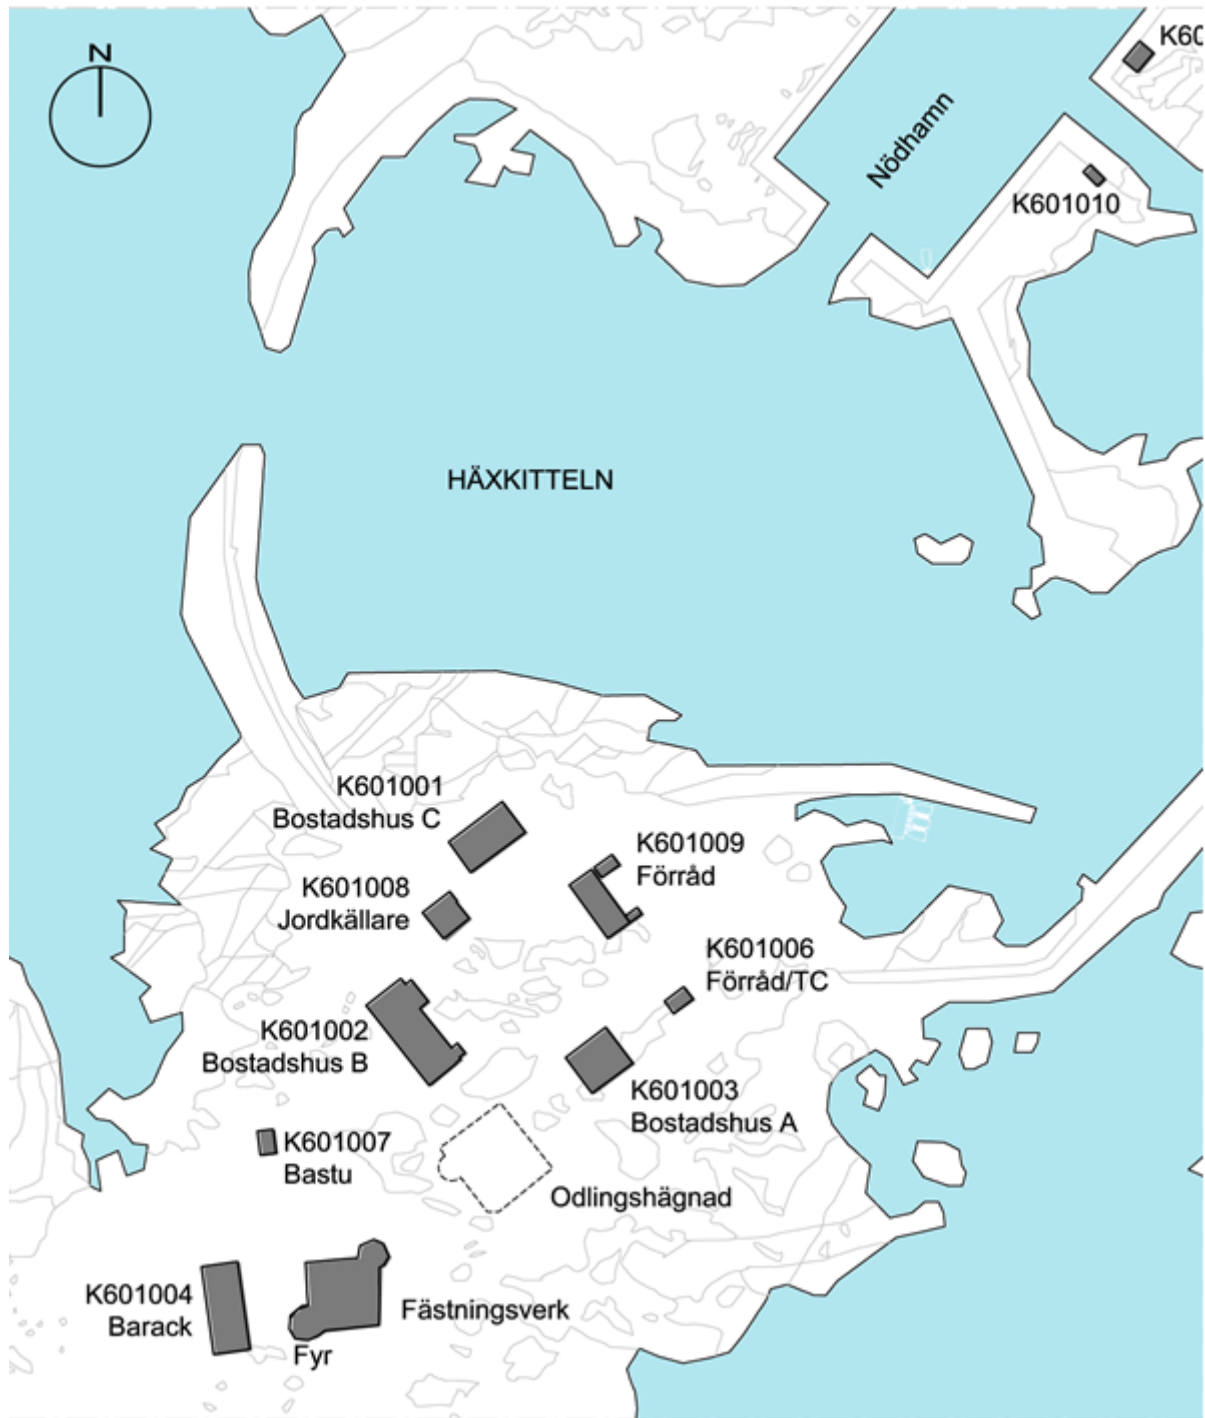 N
K60
Nödhamn
K601010
HÄXKITTELN
K601001
Bostadshus C
K601009
Förråd
K601008
Jordkällare
K601006
Förråd/TC
K601002
Bostadshus B
K601003
Bostadshus A
K601007
Bastu
Odlingshägnad
K601004
Barack
Fästningsverk
Fyr